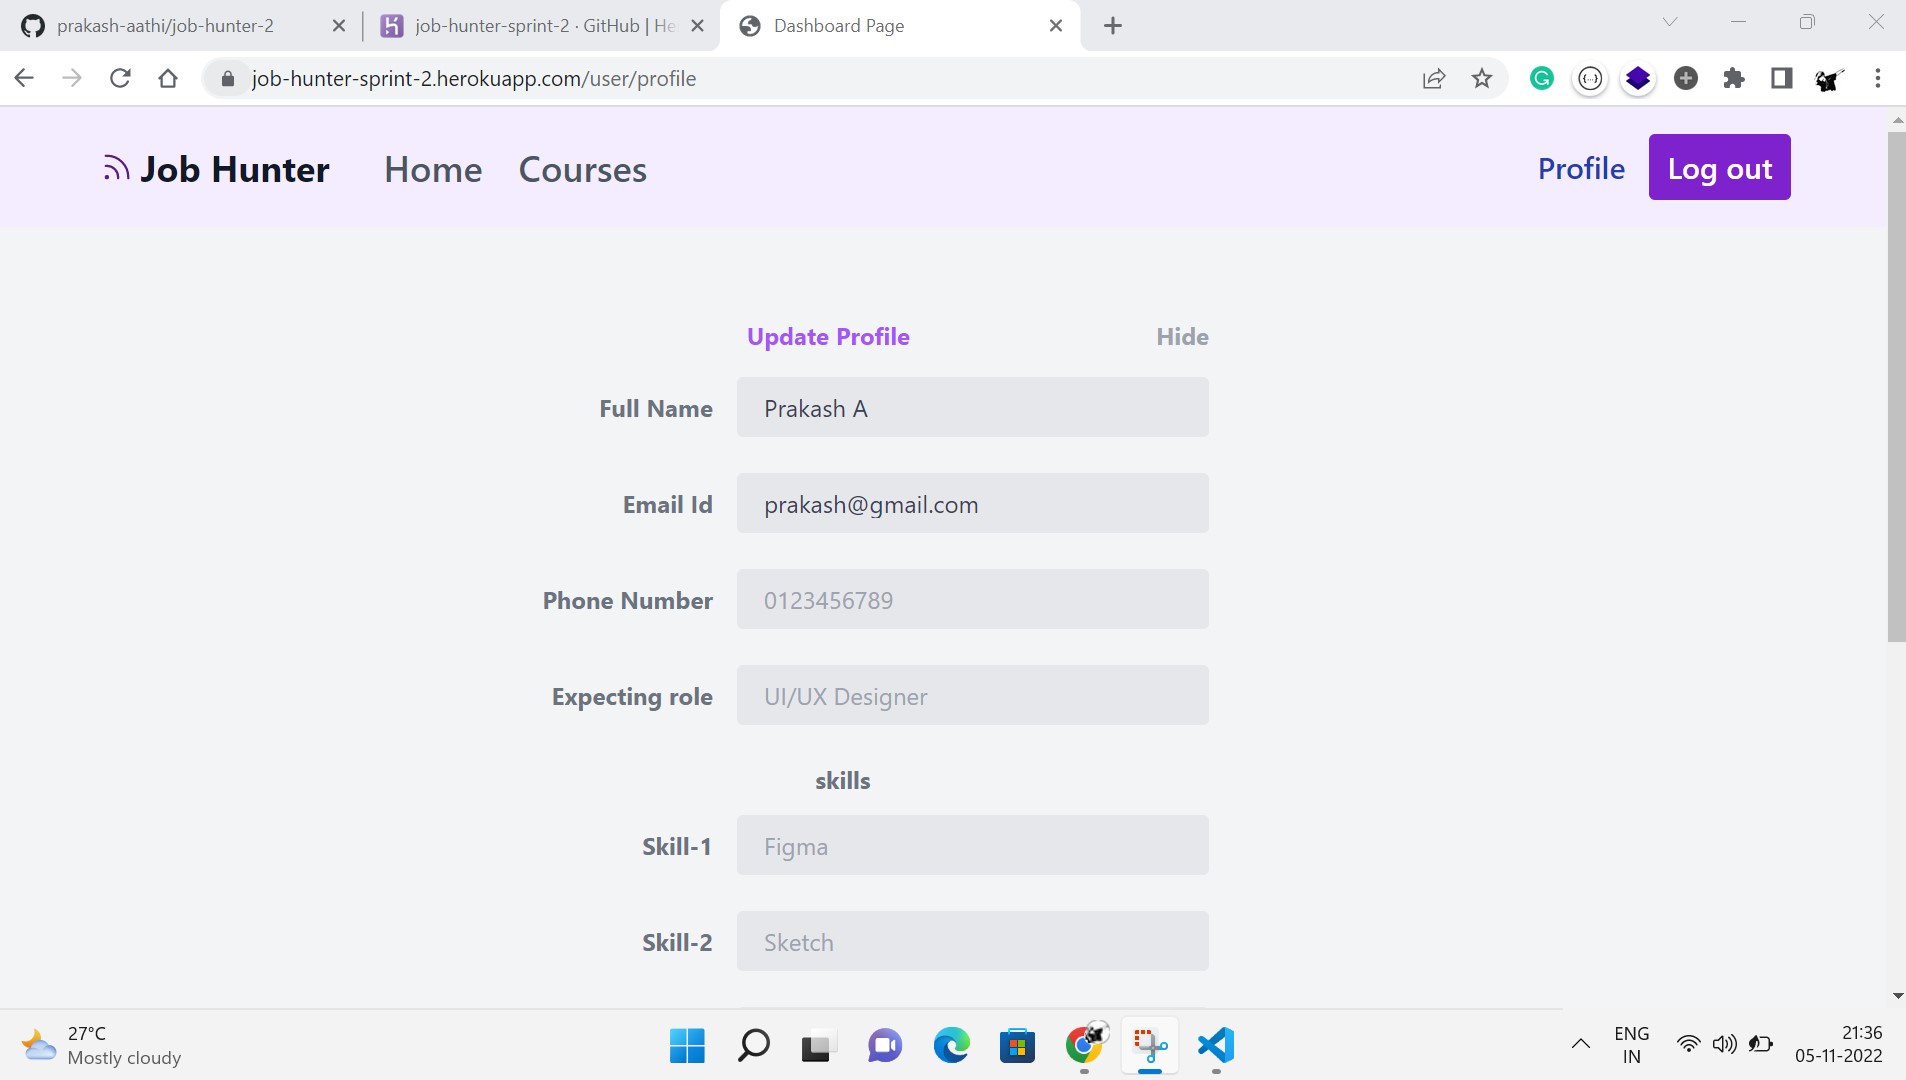 prakash-aathi/job-hunter-2
job-hunter-sprint-2 · GitHub | He
Dashboard Page
job-hunter-sprint-2.herokuapp.com/user/profile
Job Hunter
Home
Courses
Profile
Log out
Update Profile
Hide
Full Name
Prakash A
Email Id
prakash@gmail.com
Phone Number
0123456789
Expecting role
UI/UX Designer
skills
Skill-1
Figma
Skill-2
Sketch
27°C
Mostly cloudy
ENG
IN
21:36
05-11-2022